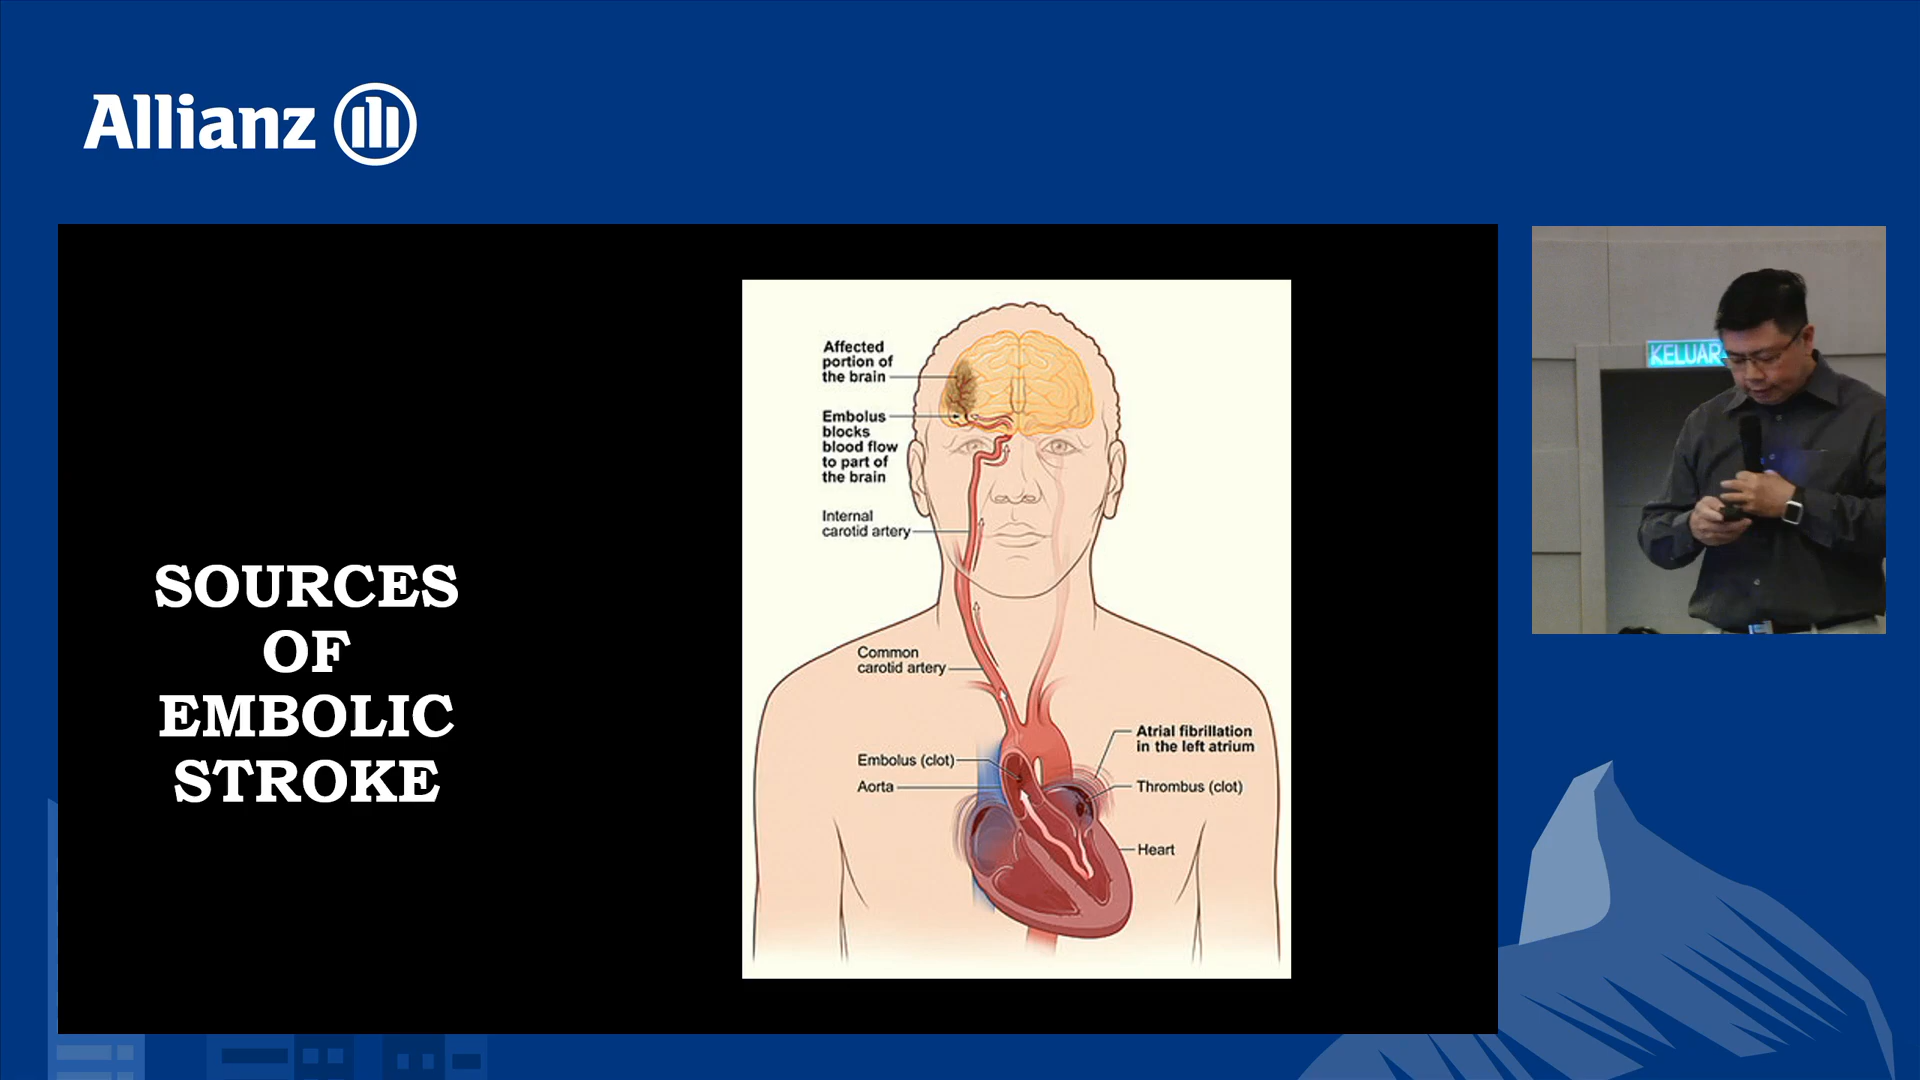 Allianz
SOURCES
OF
EMBOLIC
STROKE
Affected
portion of
the brain
Embolus
blocks
blood flow
to part of
the brain
Internal
carotid artery
Common
carotid artery
Embolus (clot)
Aorta
Atrial fibrillation
in the left atrium
Thrombus (clot)
Heart
KELUAR